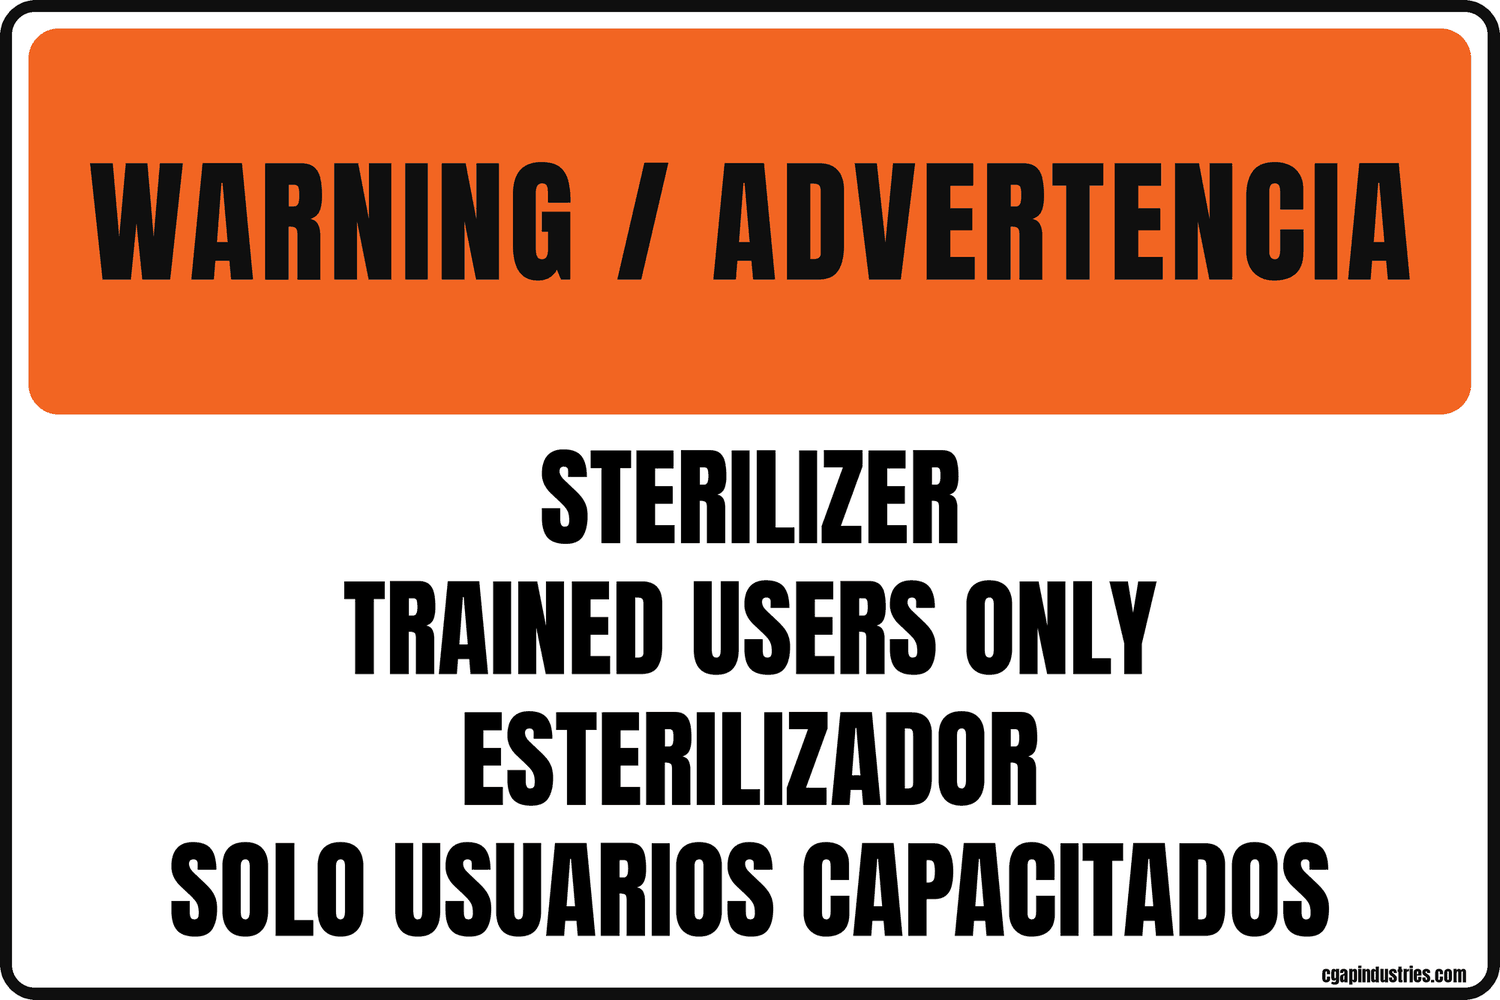 WARNING / ADVERTENCIA
STERILIZER
TRAINED USERS ONLY
ESTERILIZADOR
SOLO USUARIOS CAPACITADOS
cgapindustries.com